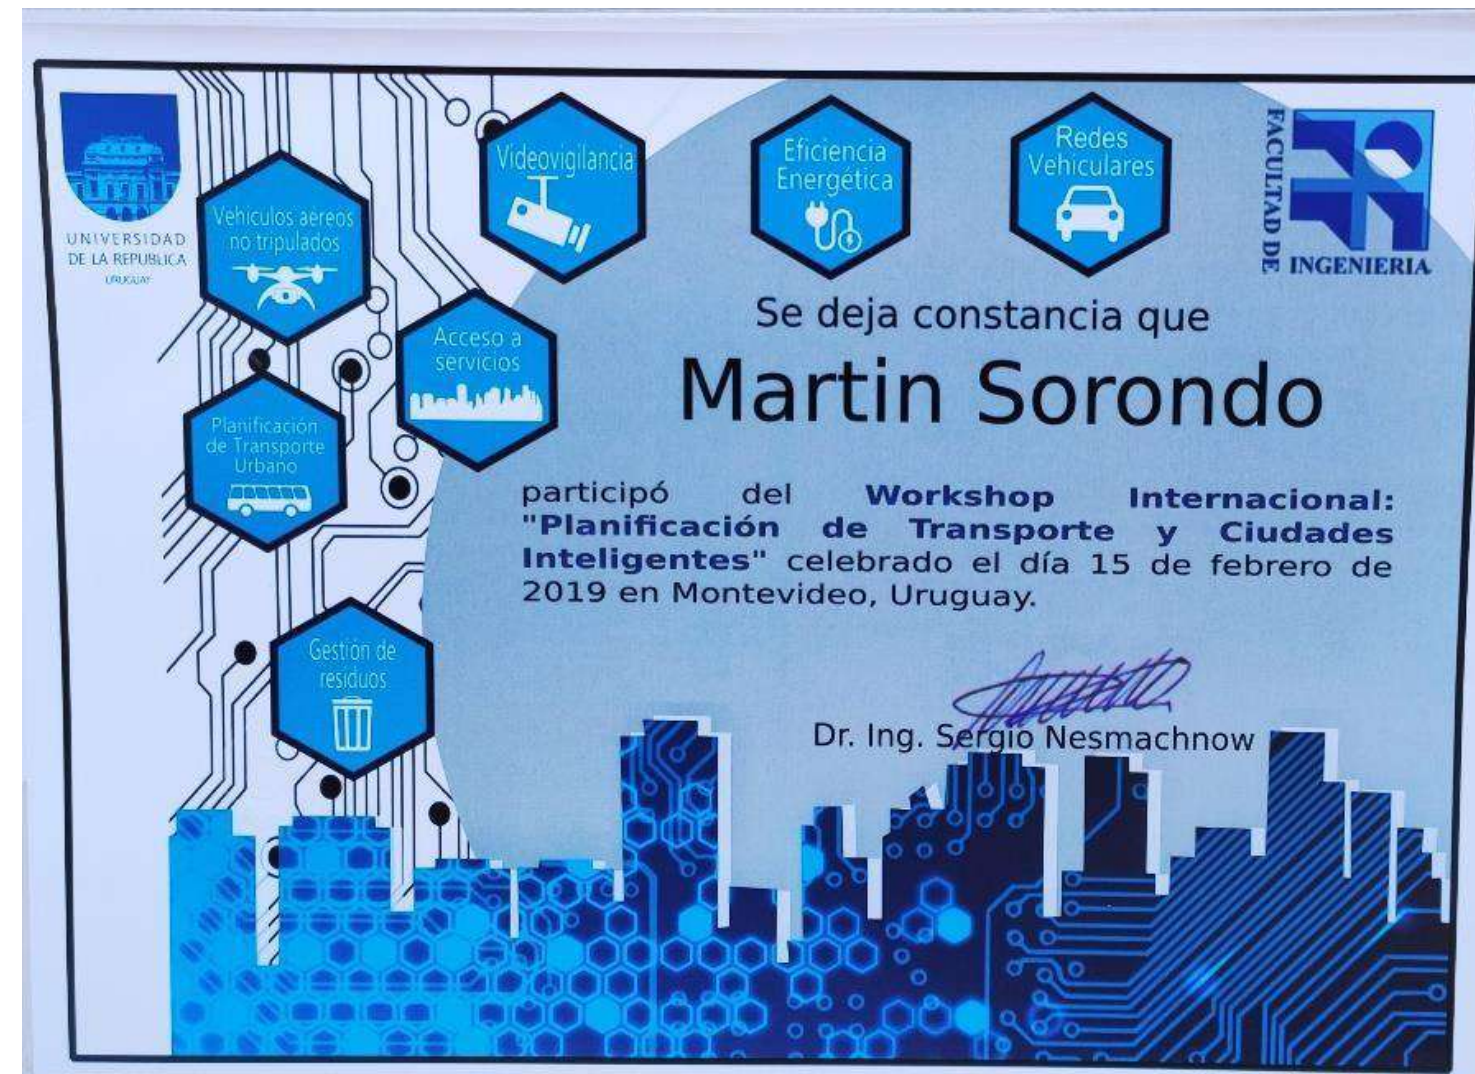 UNIVERSIDAD
DE LA REPUBLICA
URUGUAY
Vehículos aéreos
no tripulados
Videovigilancia
Eficiencia
Energética
Redes
Vehiculares
FACULTAD DE
INGENIERIA
Acceso a
servicios
Planificación
de Transporte
Urbano
Gestión de
residuos
Se deja constancia que
Martin Sorondo
participó del Workshop Internacional:
"Planificación de Transporte y Ciudades
Inteligentes" celebrado el día 15 de febrero de
2019 en Montevideo, Uruguay.
Dr. Ing. Sergio Nesmachnow